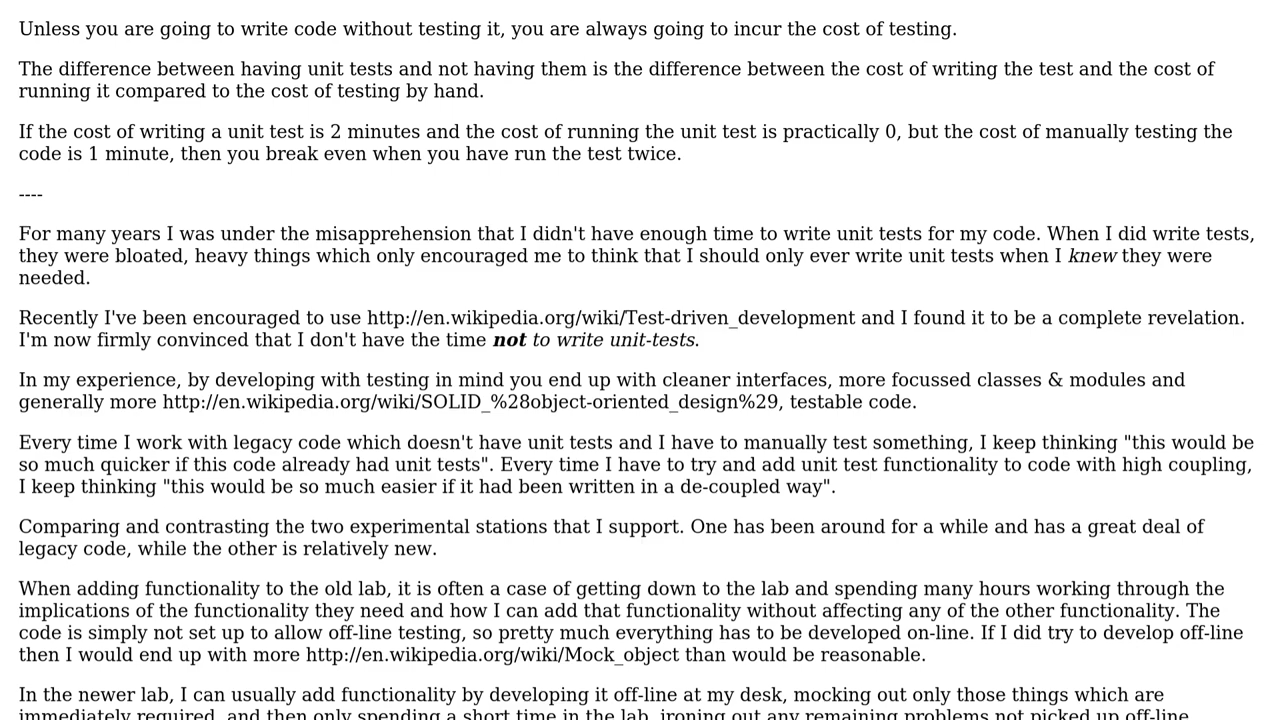 Unless you are going to write code without testing it, you are always going to incur the cost of testing.
The difference between having unit tests and not having them is the difference between the cost of writing the test and the cost of
running it compared to the cost of testing by hand.
If the cost of writing a unit test is 2 minutes and the cost of running the unit test is practically 0, but the cost of manually testing the
code is 1 minute, then you break even when you have run the test twice.
----
For many years I was under the misapprehension that I didn't have enough time to write unit tests for my code. When I did write tests,
they were bloated, heavy things which only encouraged me to think that I should only ever write unit tests when I knew they were
needed.
Recently I've been encouraged to use http://en.wikipedia.org/wiki/Test-driven_development and I found it to be a complete revelation.
I'm now firmly convinced that I don't have the time not to write unit-tests.
In my experience, by developing with testing in mind you end up with cleaner interfaces, more focussed classes & modules and
generally more http://en.wikipedia.org/wiki/SOLID_%28object-oriented_design%29, testable code.
Every time I work with legacy code which doesn't have unit tests and I have to manually test something, I keep thinking "this would be
so much quicker if this code already had unit tests". Every time I have to try and add unit test functionality to code with high coupling,
I keep thinking "this would be so much easier if it had been written in a de-coupled way".
Comparing and contrasting the two experimental stations that I support. One has been around for a while and has a great deal of
legacy code, while the other is relatively new.
When adding functionality to the old lab, it is often a case of getting down to the lab and spending many hours working through the
implications of the functionality they need and how I can add that functionality without affecting any of the other functionality. The
code is simply not set up to allow off-line testing, so pretty much everything has to be developed on-line. If I did try to develop off-line
then I would end up with more http://en.wikipedia.org/wiki/Mock_object than would be reasonable.
In the newer lab, I can usually add functionality by developing it off-line at my desk, mocking out only those things which are
immediately required, and then only spending a short time in the lab, ironing out any remaining problems not picked up off-line.